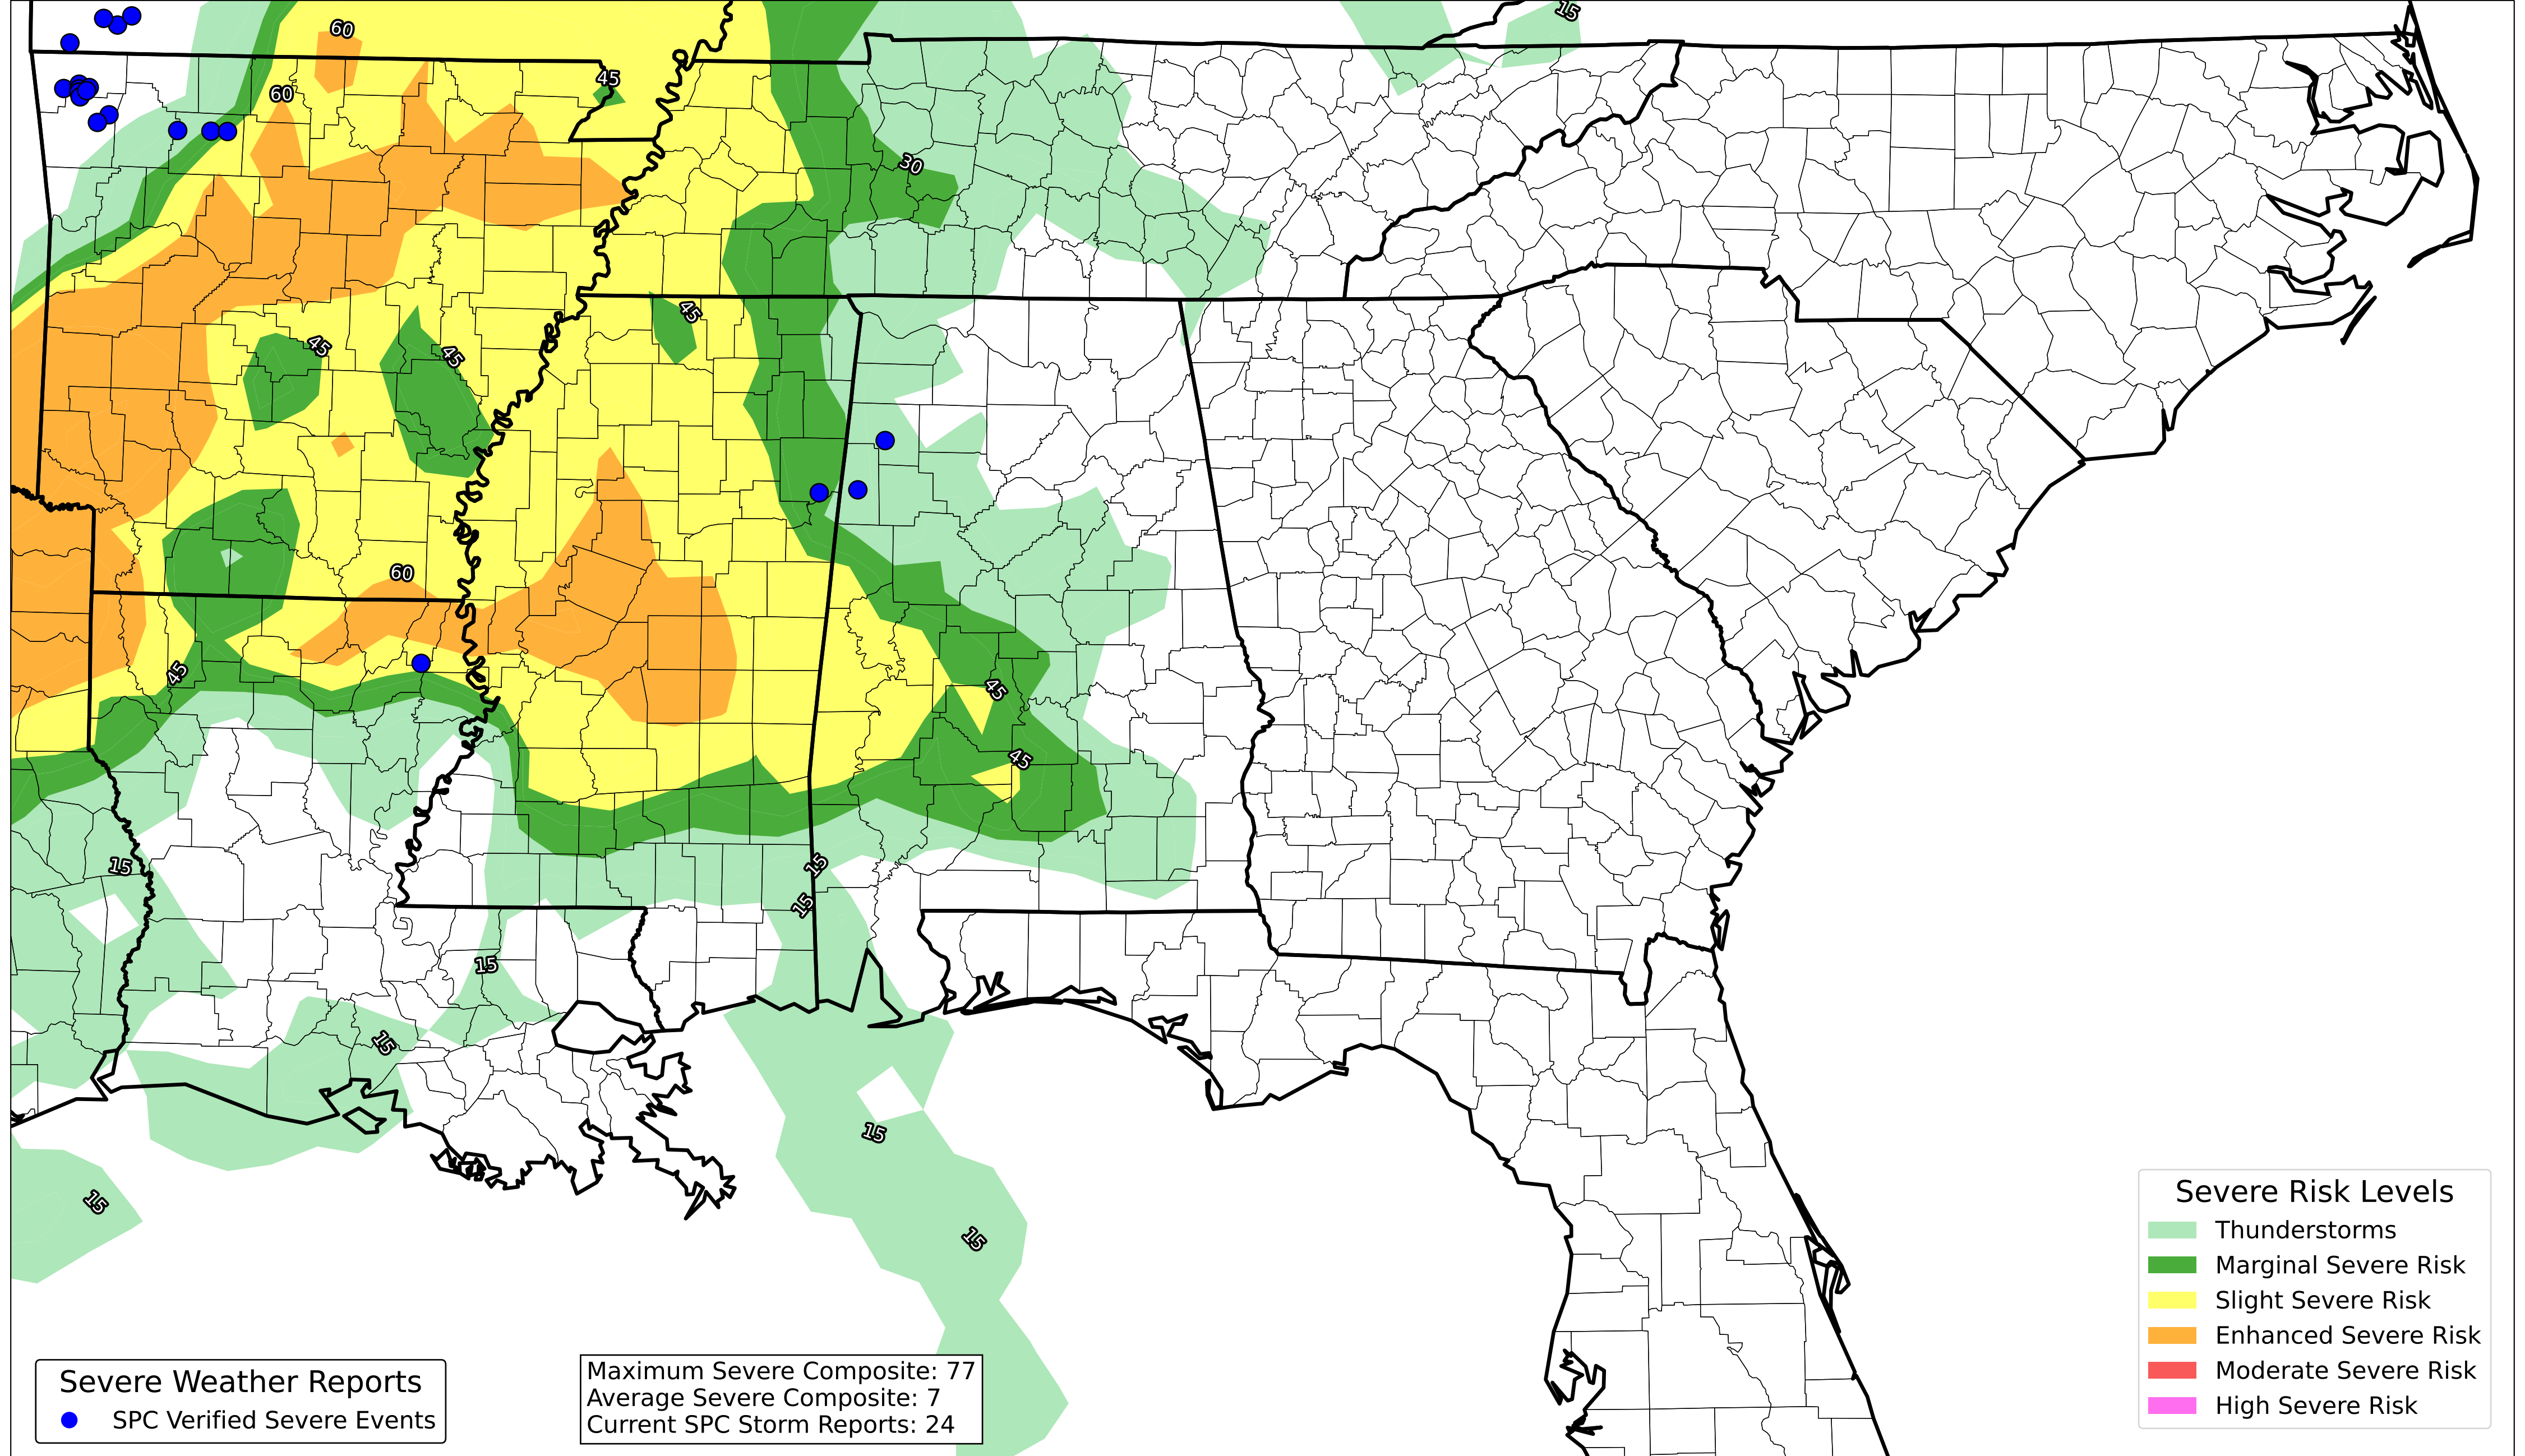 15
60
45
60
30
45
45
45
60
45
45
45
15
15
15
15
15
15
15
15
Severe Risk Levels
Thunderstorms
Marginal Severe Risk
Slight Severe Risk
Enhanced Severe Risk
Moderate Severe Risk
High Severe Risk
Severe Weather Reports
SPC Verified Severe Events
Maximum Severe Composite: 77
Average Severe Composite: 7
Current SPC Storm Reports: 24